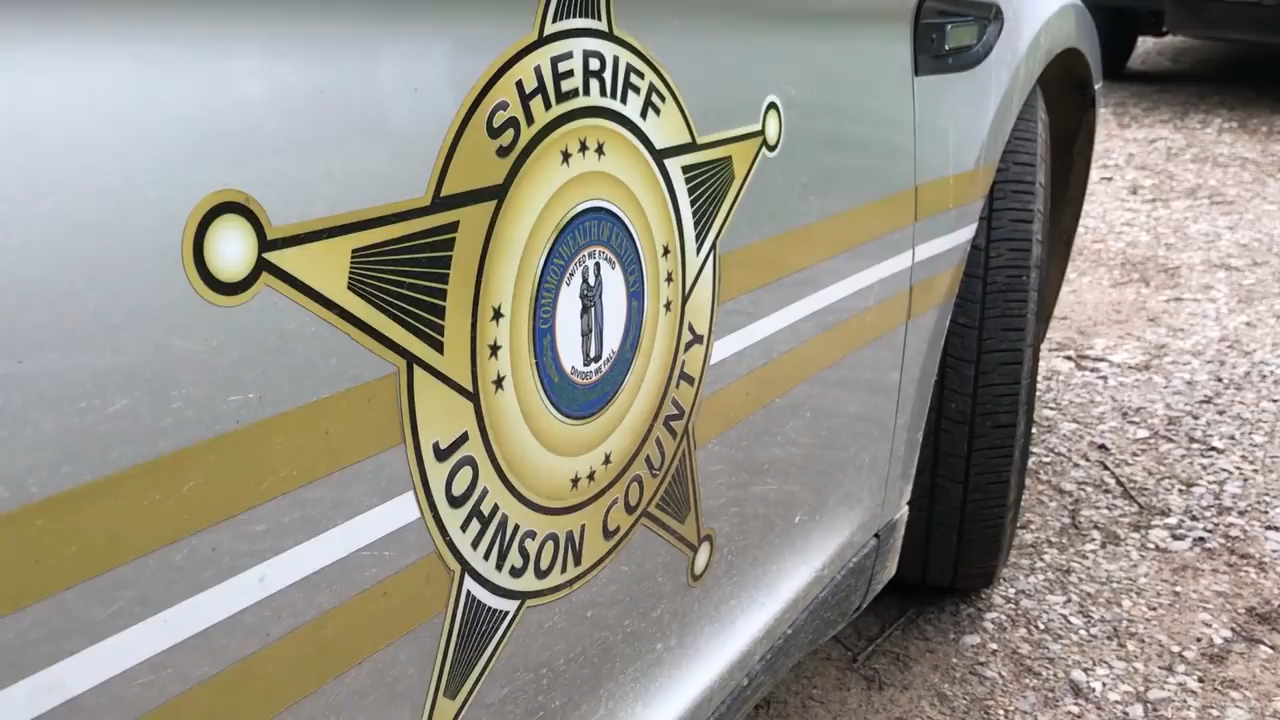 SHERIFF
COMMONWEALTH OF KENTUCKY
UNITED WE STAND
DIVIDED WE FALL
JOHNSON COUNTY